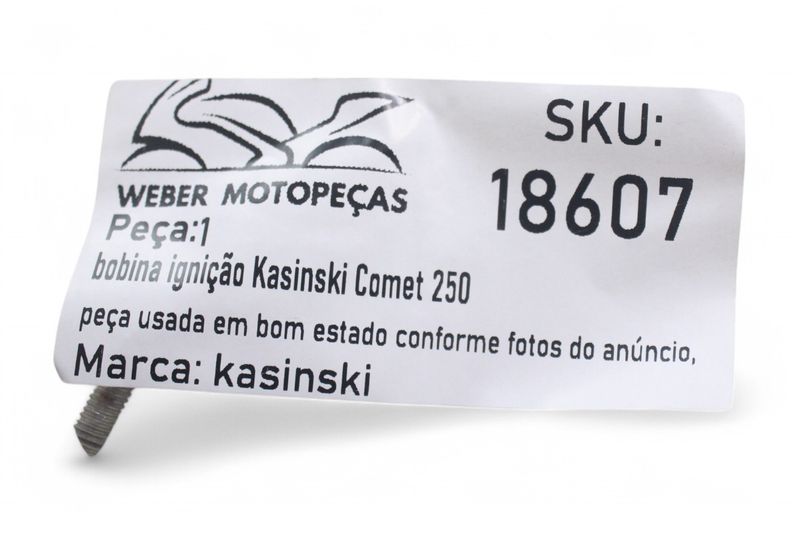 WEBER MOTOPEÇAS
SKU:
18607
Peça:1
bobina ignição Kasinski Comet 250
peça usada em bom estado conforme fotos do anúncio,
Marca: kasinski